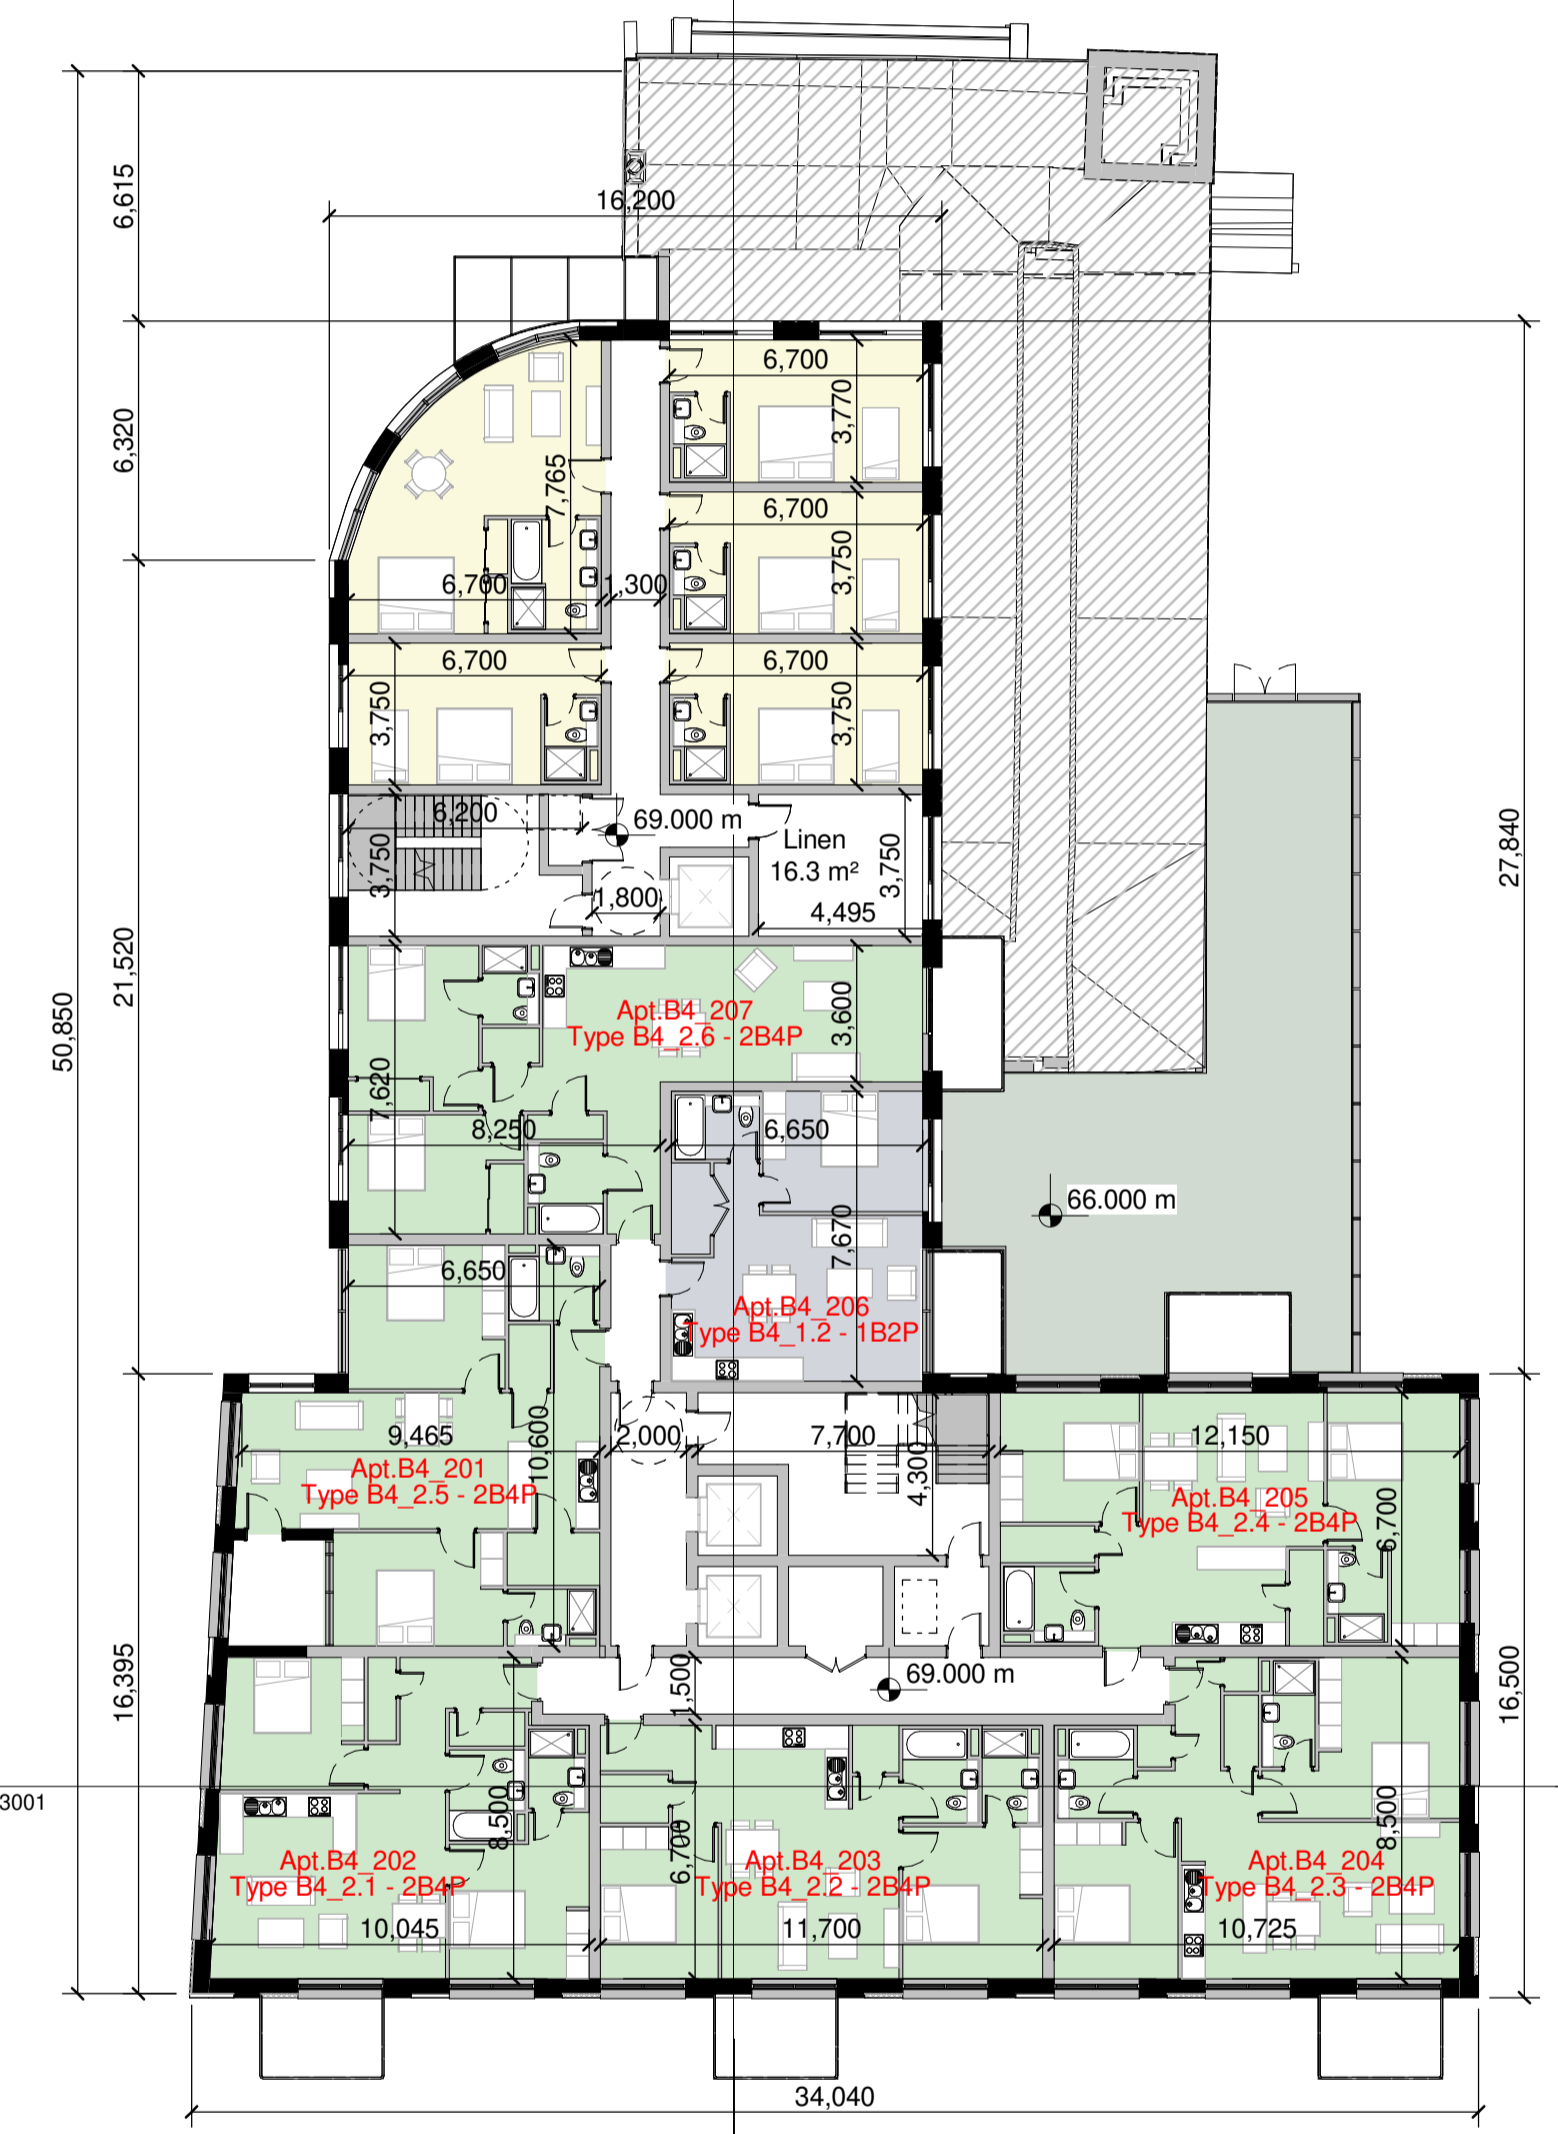 6,615
16,200
6,700
3,770
6,320
7,765
6,700
3,750
6,700
1,300
6,700
6,700
3,750
3,750
6,200
69.000 m
Linen
16.3 m²
3,750
3,750
27,840
1,800
4,495
21,520
50,850
Apt.B4_207
Type B4_2.6 - 2B4P
3,600
7,620
8,250
6,650
66.000 m
7,670
6,650
Apt.B4_206
Type B4_1.2 - 1B2P
9,465
10,600
2,000
7,700
4,300
12,150
Apt.B4_201
Type B4_2.5 - 2B4P
Apt.B4_205
Type B4_2.4 - 2B4P
6,700
16,395
1,500
69.000 m
16,500
3001
8,500
6,700
8,500
Apt.B4_202
Type B4_2.1 - 2B4P
Apt.B4_203
Type B4_2.2 - 2B4P
Apt.B4_204
Type B4_2.3 - 2B4P
10,045
11,700
10,725
34,040